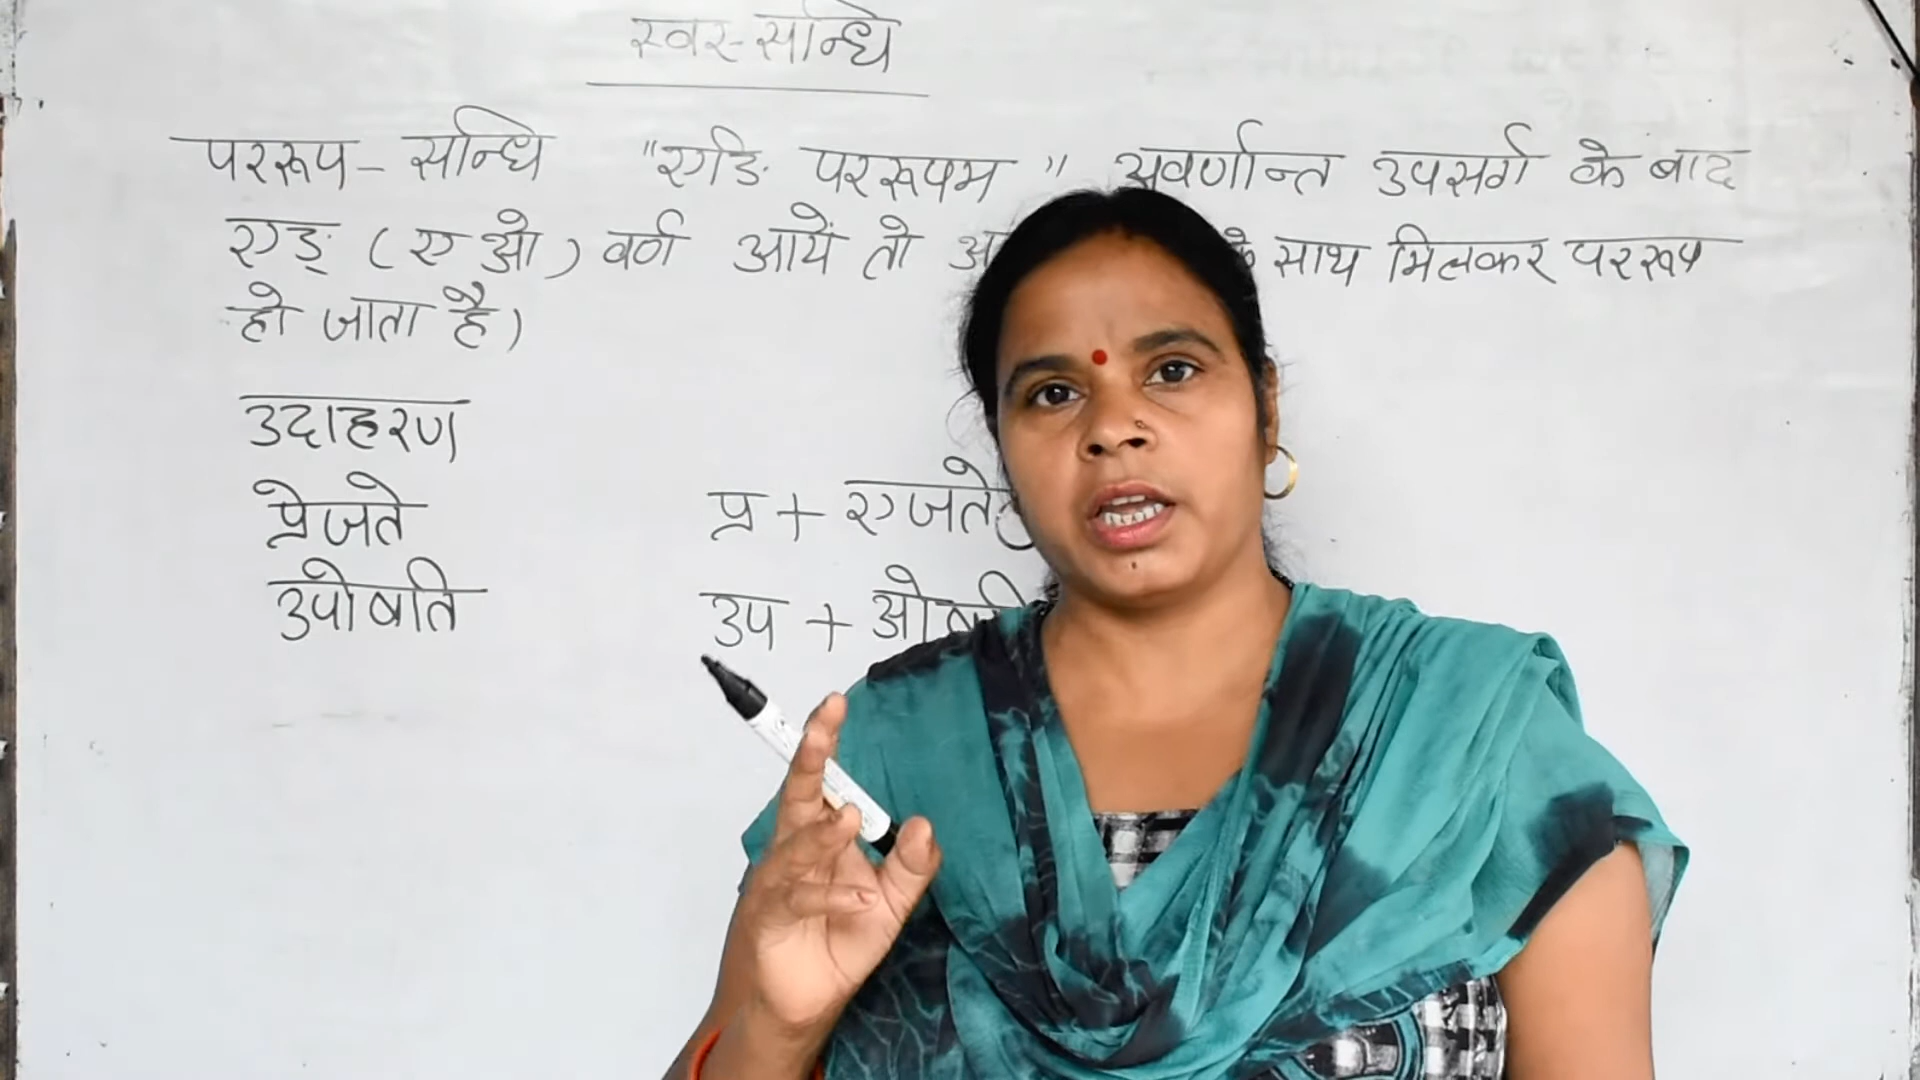 स्वर-सन्धि
पररूप-सन्धि "एङि पररूपम" अवर्णान्त उपसर्ग के बाद
एङ् (ए ओ) वर्ण आयें तो के साथ मिलकर पररूप
हो जाता है।
उदाहरण
प्रेजते प्र + एजते
उपोषति उप +